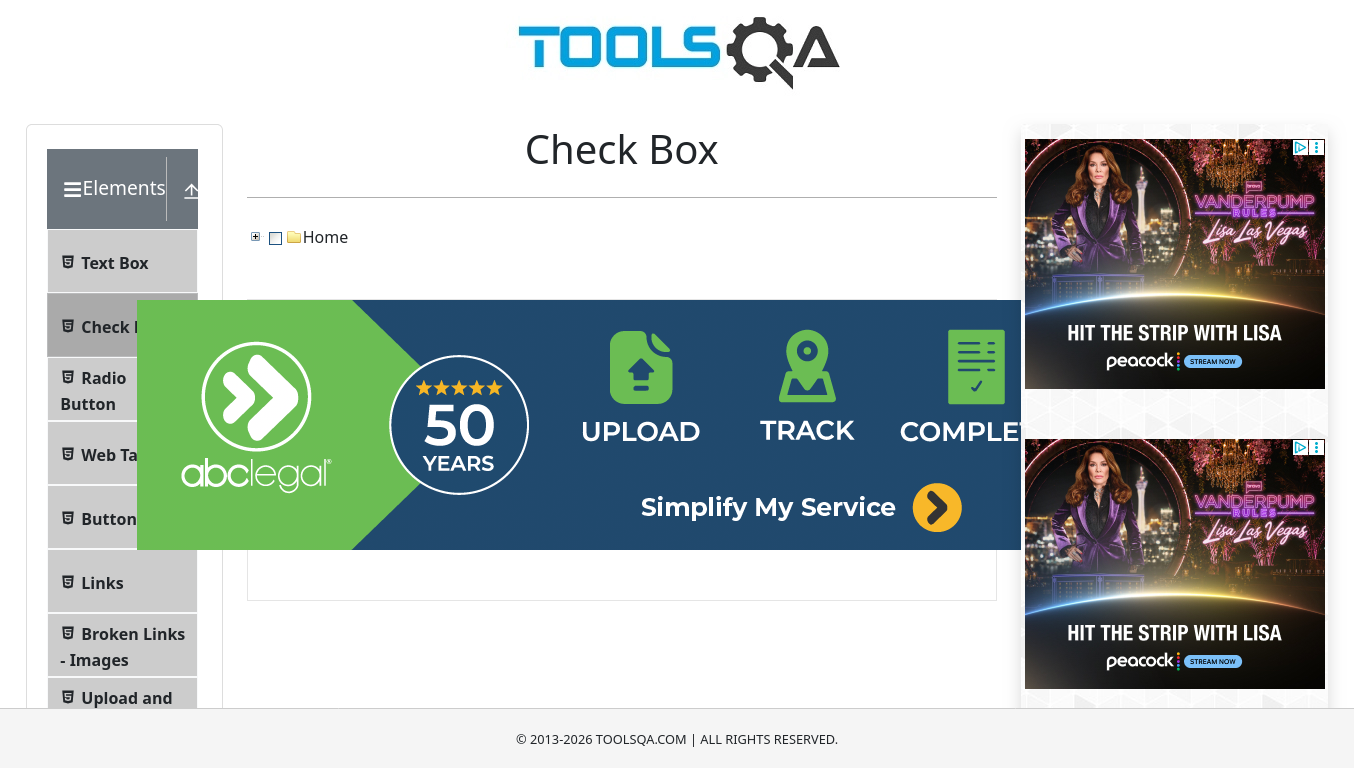 TOOLSQA
Check Box
Elements
Home
Text Box
Check
Radio
Button
Web Ta
Button
Links
Broken Links
- Images
Upload and
abclegal®
50
YEARS
UPLOAD
TRACK
COMPLET
Simplify My Service
bravo
VANDERPUMP
RULES
Lisa Las Vegas
HIT THE STRIP WITH LISA
peacock STREAM NOW
bravo
VANDERPUMP
RULES
Lisa Las Vegas
HIT THE STRIP WITH LISA
peacock STREAM NOW
© 2013-2026 TOOLSQA.COM | ALL RIGHTS RESERVED.